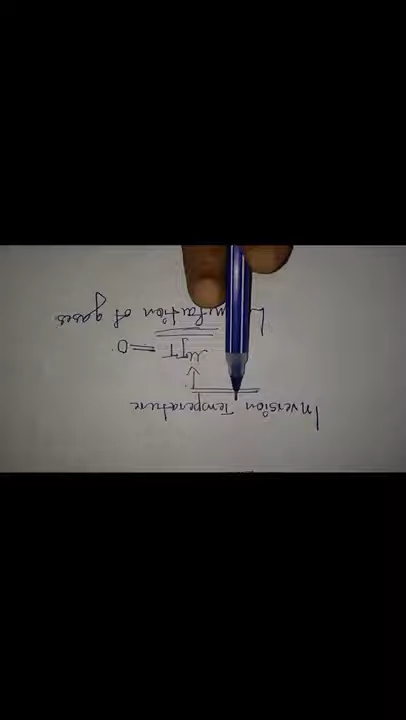 Inversion Temperature
↑
μJT = 0
of gases